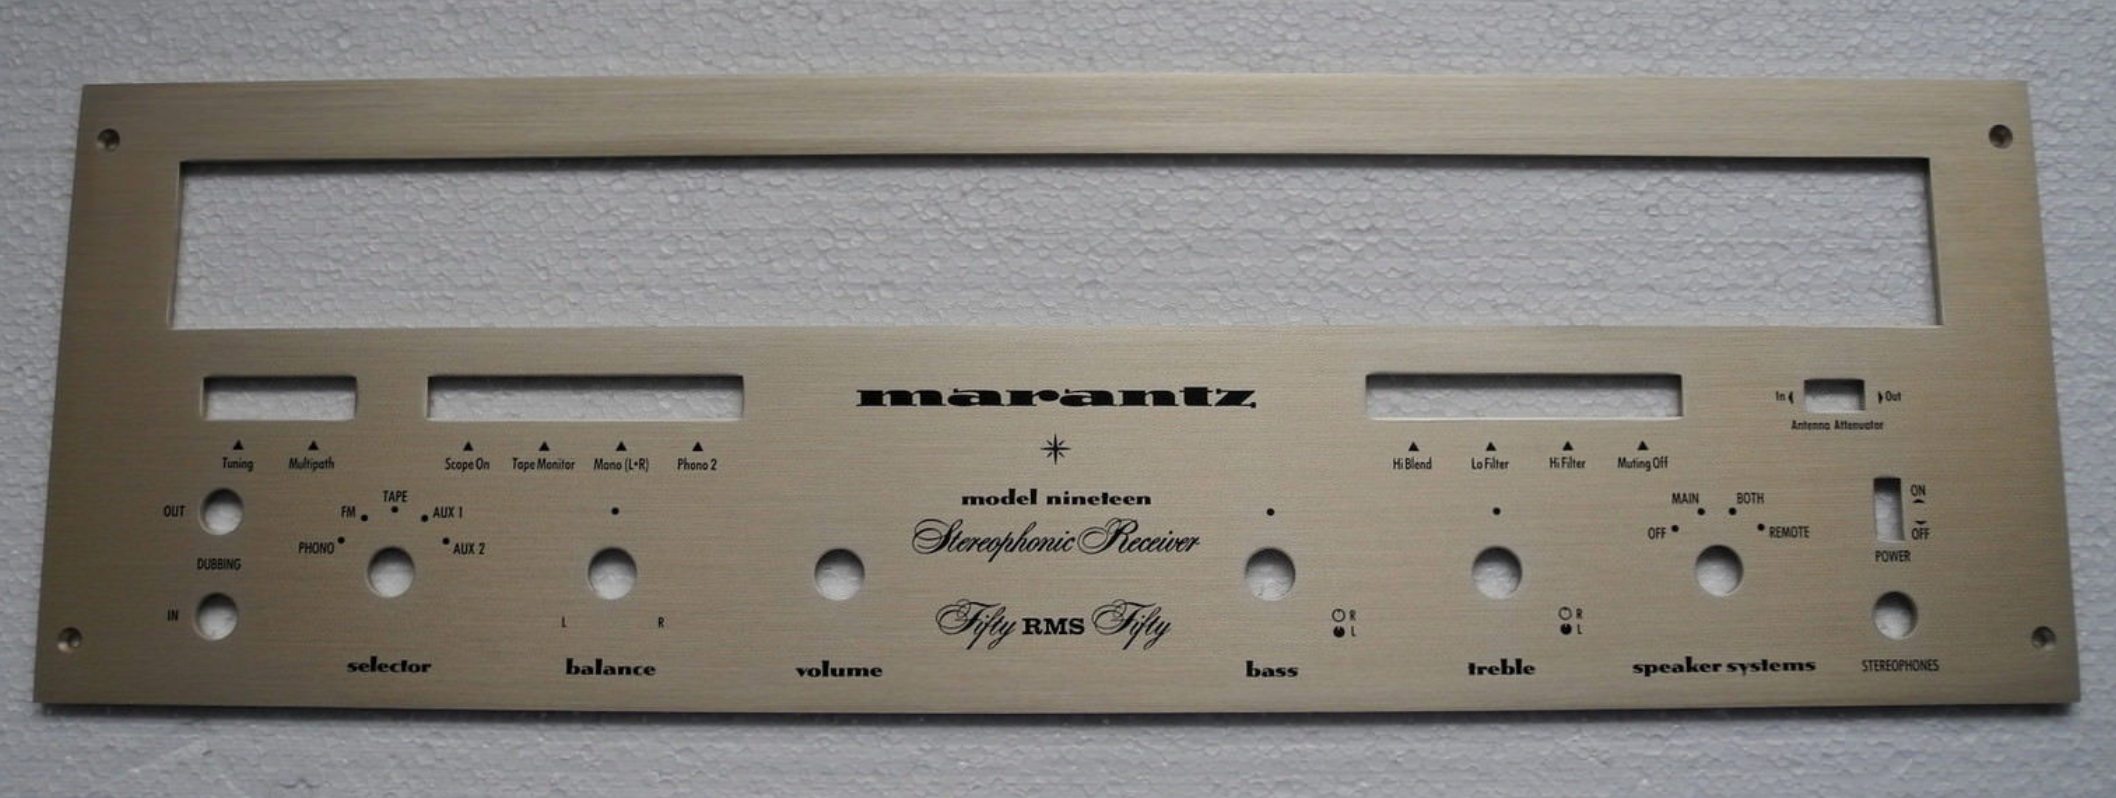 marantz
In Out
Antenna Attenuator
Tuning Multipath Scope On Tape Monitor Mono (L•R) Phono 2
Hi Blend Lo Filter Hi Filter Muting Off
model nineteen
Stereophonic Receiver
Fifty RMS Fifty
OUT
DUBBING
IN
PHONO FM TAPE AUX 1 AUX 2
selector
L R
balance
volume
R
L
bass
R
L
treble
OFF MAIN BOTH REMOTE
speaker systems
ON
OFF
POWER
STEREOPHONES